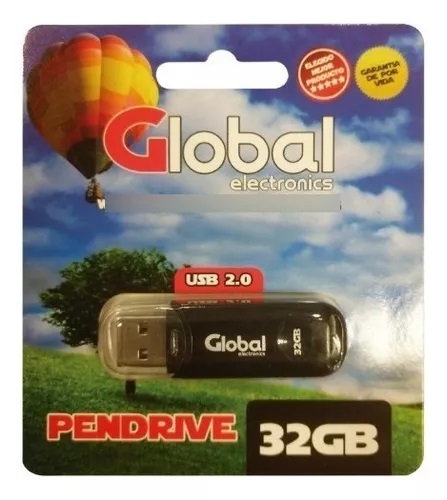 ELEGIDO
MEJOR
PRODUCTO
GARANTIA
DE POR
VIDA
Global
electronics
USB 2.0
Global
electronics
32GB
PENDRIVE
32GB